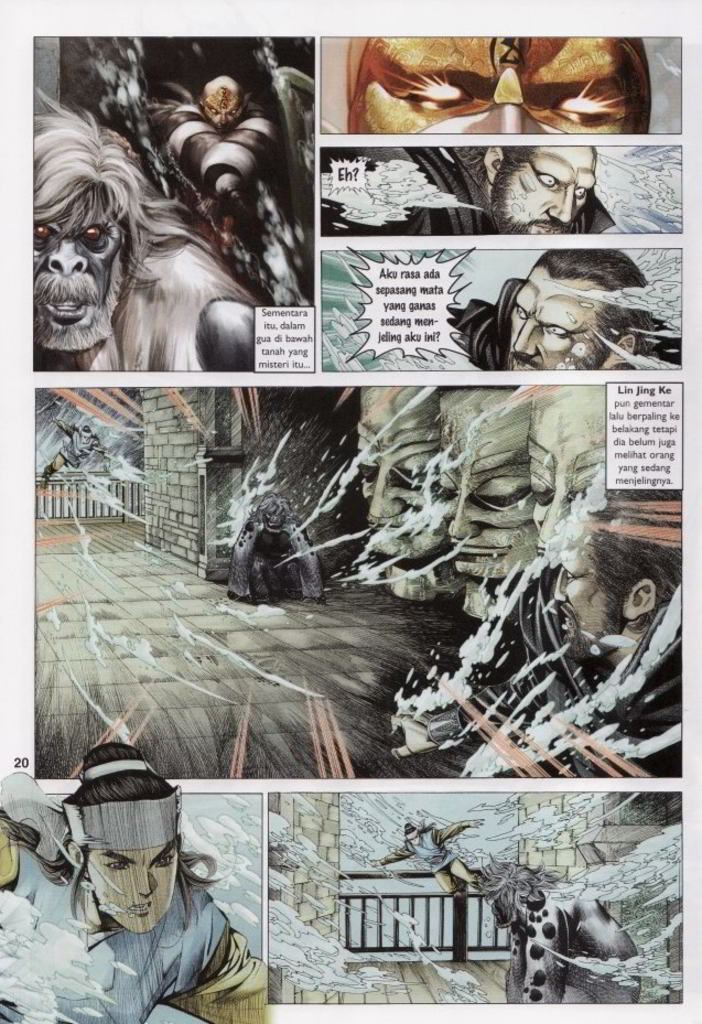 Sementara
itu, dalam
gua di bawah
tanah yang
misteri itu...
Eh?
Aku rasa ada
sepasang mata
yang ganas
sedang men-
jeling aku ini?
Lin Jing Ke
pun gementar
lalu berpaling ke
belakang tetapi
dia belum juga
melihat orang
yang sedang
menjelingnya.
20